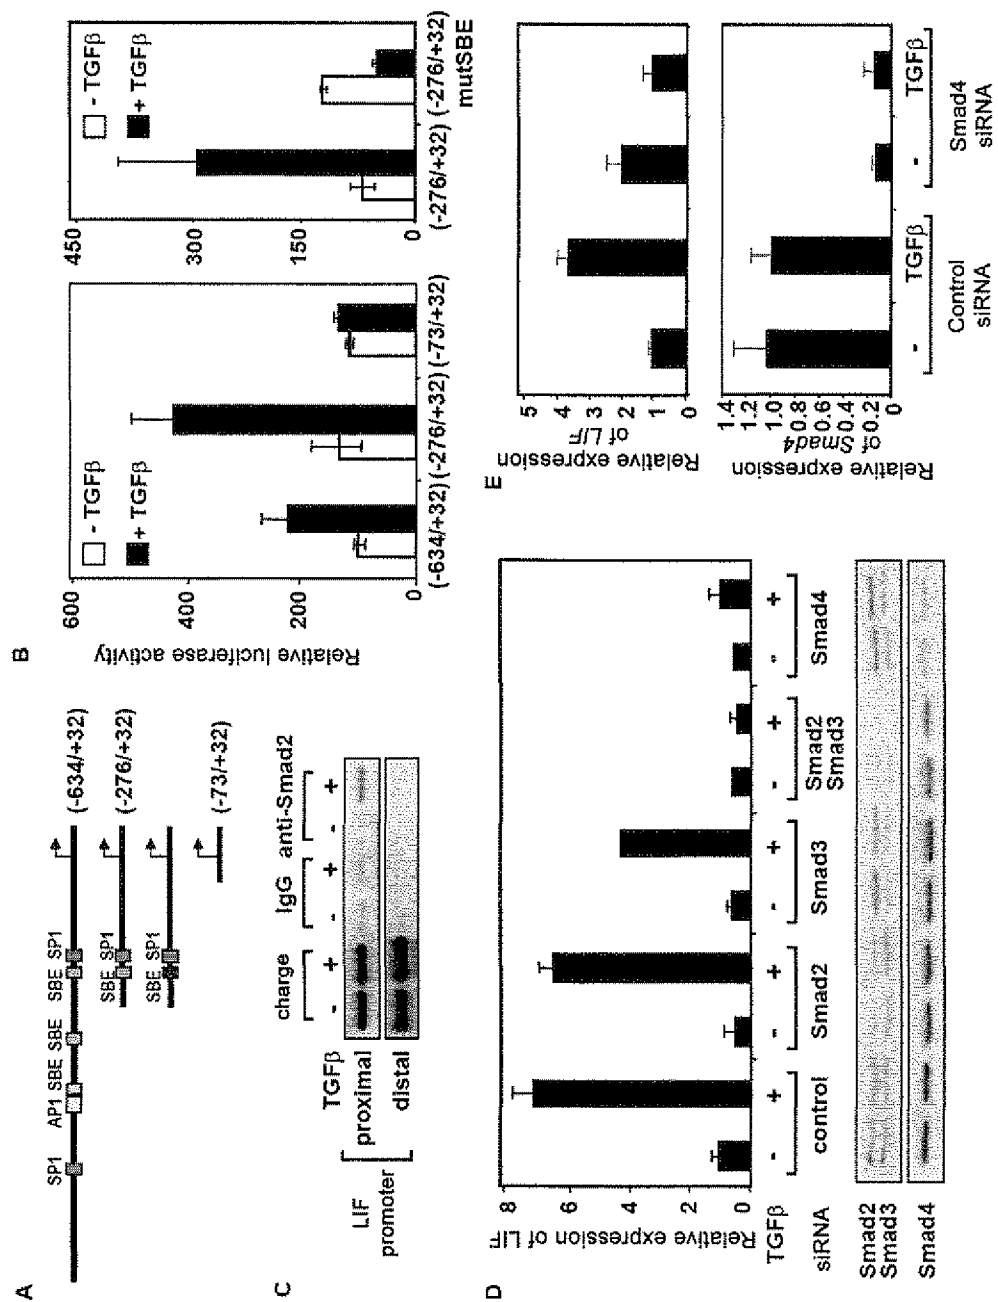 A
SP1 AP1 SBE SBE SBE SP1
(-634/+32)
SBE SP1
(-276/+32)
SBE SP1
(-73/+32)
B
Relative luciferase activity
600
400
200
0
- TGFβ
+ TGFβ
(-634/+32) (-276/+32) (-73/+32)
450
300
150
0
- TGFβ
+ TGFβ
(-276/+32) (-276/+32)
mutSBE
C
charge IgG anti-Smad2
TGFβ - + - + - +
LIF promoter
proximal
distal
D
Relative expression of LIF
8
6
4
2
0
TGFβ - + - + - + - + - +
siRNA control Smad2 Smad3 Smad2 Smad3 Smad4
Smad2
Smad3
Smad4
E
Relative expression of LIF
5
4
3
2
1
0
Relative expression of Smad4
1.4
1.2
1.0
0.8
0.6
0.4
0.2
0
- TGFβ - TGFβ
Control siRNA Smad4 siRNA